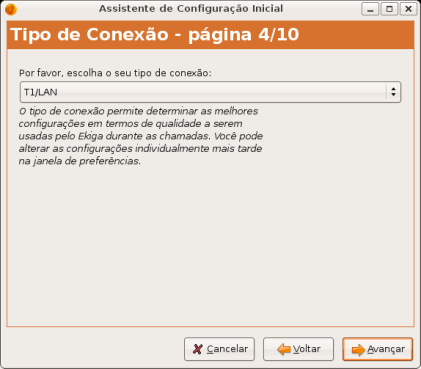 Assistente de Configuração Inicial
Tipo de Conexão - página 4/10
Por favor, escolha o seu tipo de conexão:
T1/LAN
O tipo de conexão permite determinar as melhores
configurações em termos de qualidade a serem
usadas pelo Ekiga durante as chamadas. Você pode
alterar as configurações individualmente mais tarde
na janela de preferências.
Cancelar
Voltar
Avançar